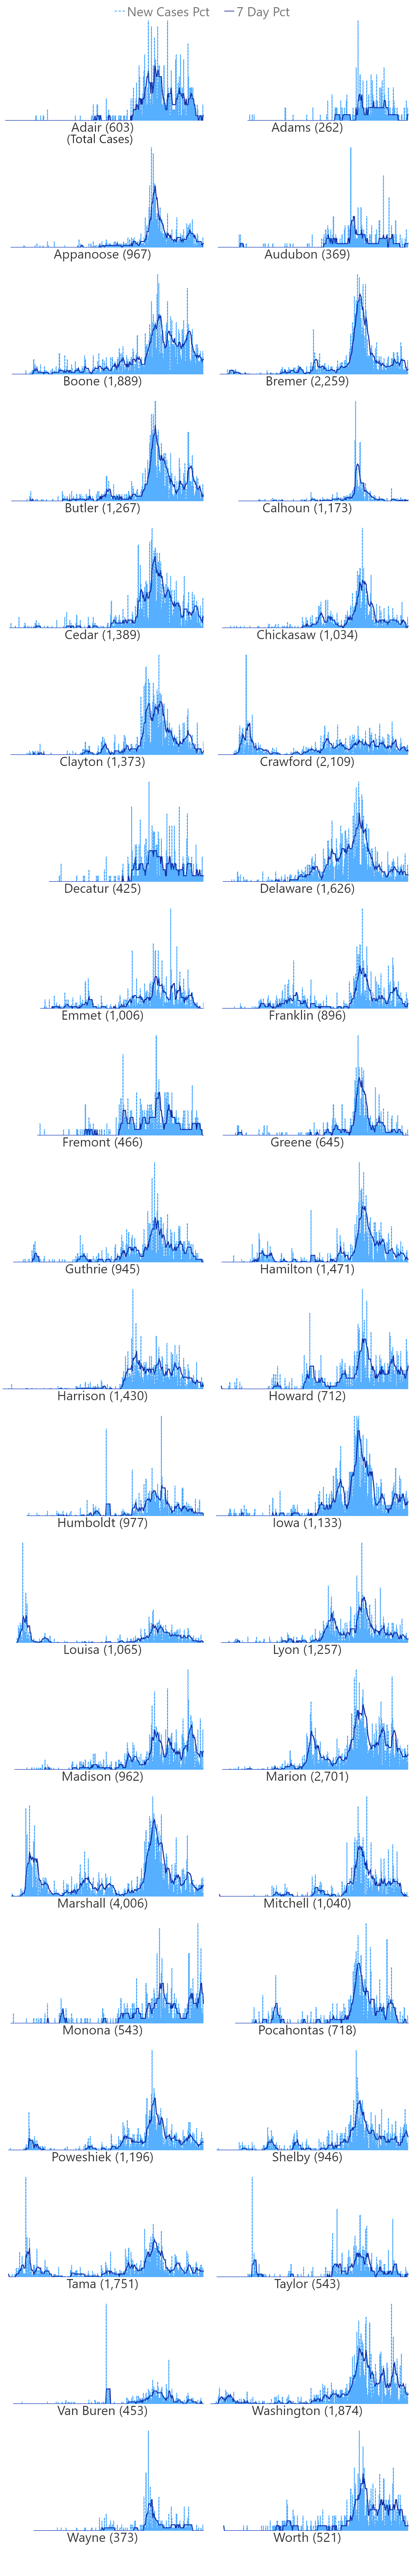 New Cases Pct 7 Day Pct
Adair (603) Adams (262)
(Total Cases)
Appanoose (967) Audubon (369)
Boone (1,889) Bremer (2,259)
Butler (1,267) Calhoun (1,173)
Cedar (1,389) Chickasaw (1,034)
Clayton (1,373) Crawford (2,109)
Decatur (425) Delaware (1,626)
Emmet (1,006) Franklin (896)
Fremont (466) Greene (645)
Guthrie (945) Hamilton (1,471)
Harrison (1,430) Howard (712)
Humboldt (977) Iowa (1,133)
Louisa (1,065) Lyon (1,257)
Madison (962) Marion (2,701)
Marshall (4,006) Mitchell (1,040)
Monona (543) Pocahontas (718)
Poweshiek (1,196) Shelby (946)
Tama (1,751) Taylor (543)
Van Buren (453) Washington (1,874)
Wayne (373) Worth (521)